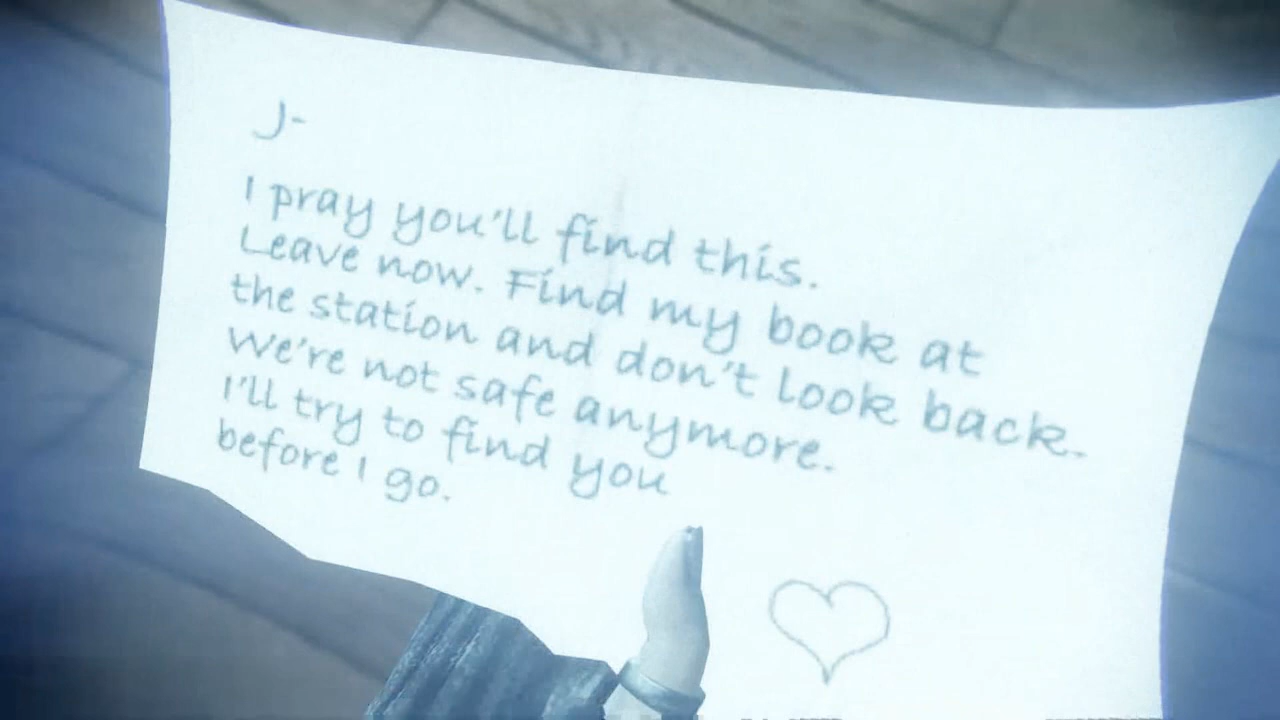 J-
I pray you'll find this.
Leave now. Find my book at
the station and don't look back.
We're not safe anymore.
I'll try to find you
before I go.